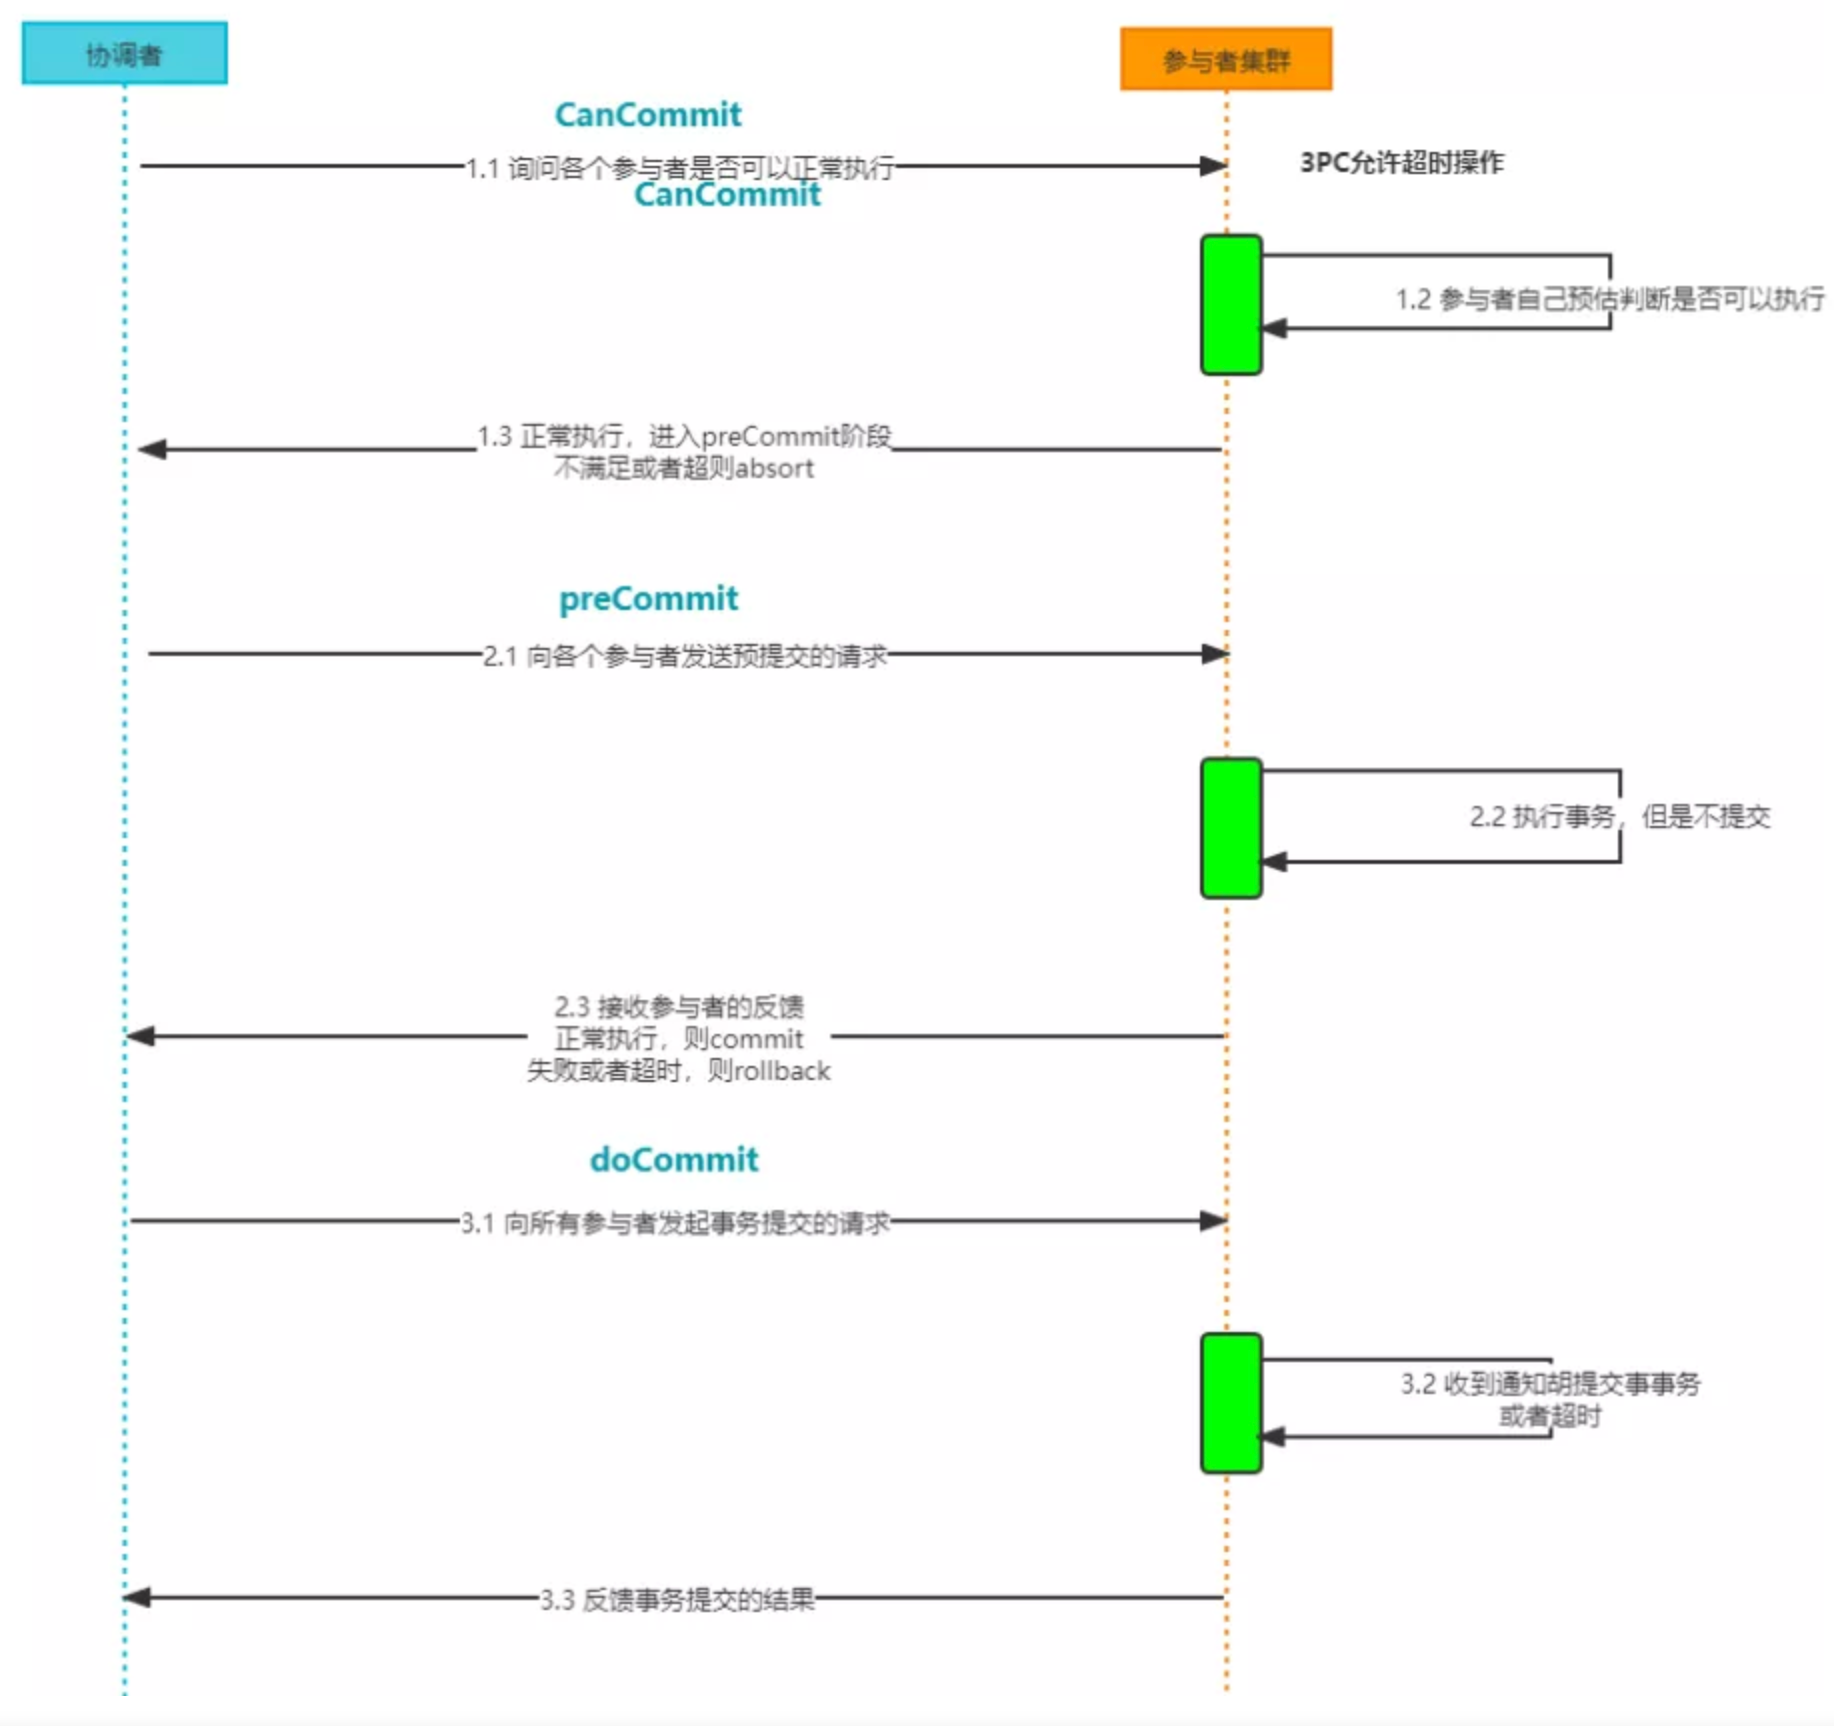 协调者
参与者集群
CanCommit
1.1 询问各个参与者是否可以正常执行
3PC允许超时操作
CanCommit
1.2 参与者自己预估判断是否可以执行
1.3 正常执行，进入preCommit阶段
不满足或者超则absort
preCommit
2.1 向各个参与者发送预提交的请求
2.2 执行事务，但是不提交
2.3 接收参与者的反馈
正常执行，则commit
失败或者超时，则rollback
doCommit
3.1 向所有参与者发起事务提交的请求
3.2 收到通知胡提交事事务
或者超时
3.3 反馈事务提交的结果